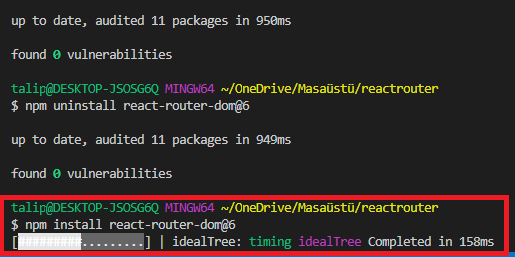 up to date, audited 11 packages in 950ms
found 0 vulnerabilities
talip@DESKTOP-JSOSG6Q MINGW64 ~/OneDrive/Masaüstü/reactrouter
$ npm uninstall react-router-dom@6
up to date, audited 11 packages in 949ms
found 0 vulnerabilities
talip@DESKTOP-JSOSG6Q MINGW64 ~/OneDrive/Masaüstü/reactrouter
$ npm install react-router-dom@6
[#########.........] | idealTree: timing idealTree Completed in 158ms